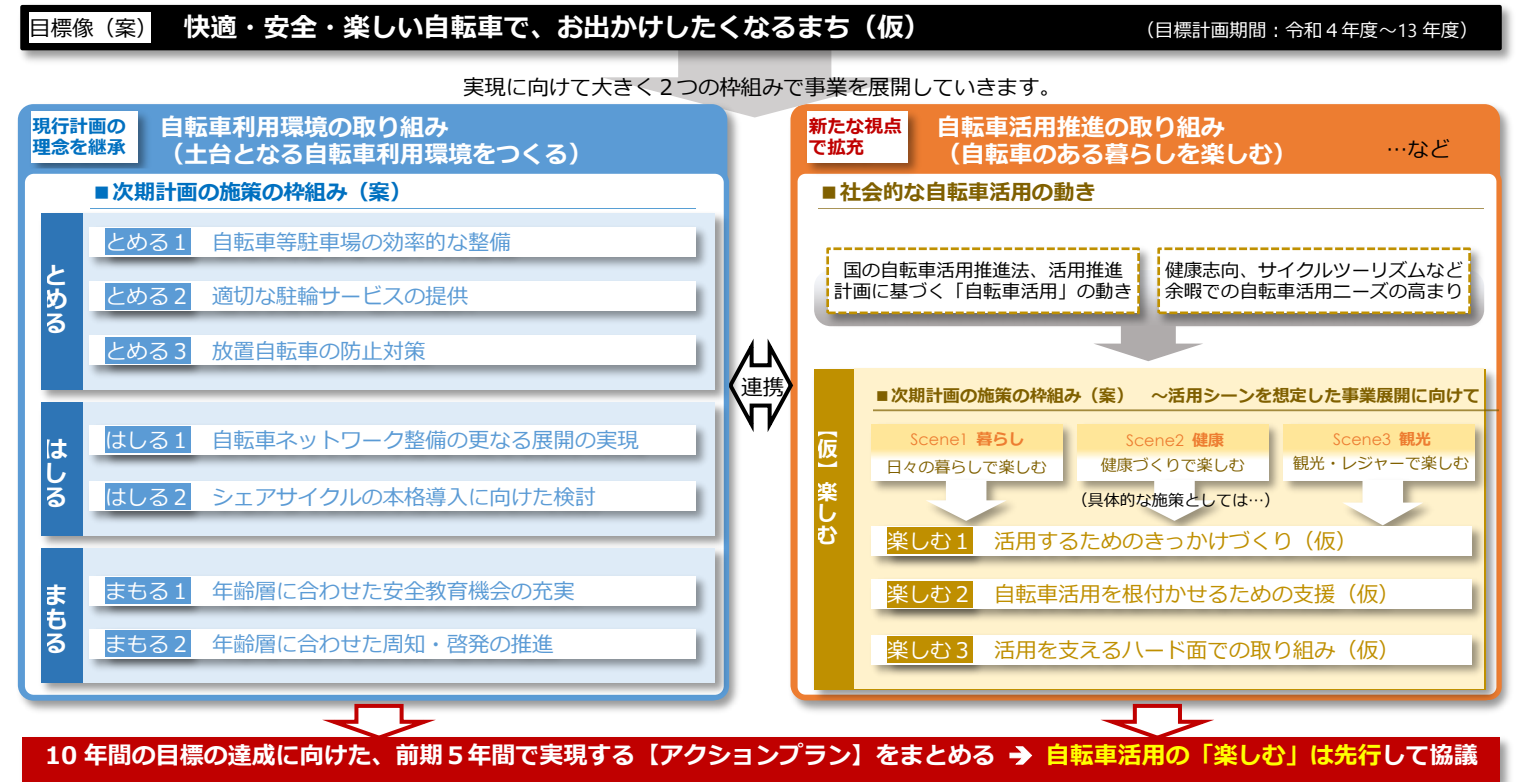 目標像（案） 快適・安全・楽しい自転車で、お出かけしたくなるまち（仮） （目標計画期間：令和４年度～13 年度）
実現に向けて大きく２つの枠組みで事業を展開していきます。
現行計画の
理念を継承
自転車利用環境の取り組み
（土台となる自転車利用環境をつくる）
■次期計画の施策の枠組み（案）
とめる
とめる１ 自転車等駐車場の効率的な整備
とめる２ 適切な駐輪サービスの提供
とめる３ 放置自転車の防止対策
はしる
はしる１ 自転車ネットワーク整備の更なる展開の実現
はしる２ シェアサイクルの本格導入に向けた検討
まもる
まもる１ 年齢層に合わせた安全教育機会の充実
まもる２ 年齢層に合わせた周知・啓発の推進
連携
新たな視点
で拡充
自転車活用推進の取り組み
（自転車のある暮らしを楽しむ） …など
■社会的な自転車活用の動き
国の自転車活用推進法、活用推進
計画に基づく「自転車活用」の動き
健康志向、サイクルツーリズムなど
余暇での自転車活用ニーズの高まり
【仮】楽しむ
■次期計画の施策の枠組み（案） ～活用シーンを想定した事業展開に向けて
Scene1 暮らし
日々の暮らしで楽しむ
Scene2 健康
健康づくりで楽しむ
Scene3 観光
観光・レジャーで楽しむ
（具体的な施策としては…）
楽しむ１ 活用するためのきっかけづくり（仮）
楽しむ２ 自転車活用を根付かせるための支援（仮）
楽しむ３ 活用を支えるハード面での取り組み（仮）
10 年間の目標の達成に向けた、前期５年間で実現する【アクションプラン】をまとめる ➔ 自転車活用の「楽しむ」は先行して協議